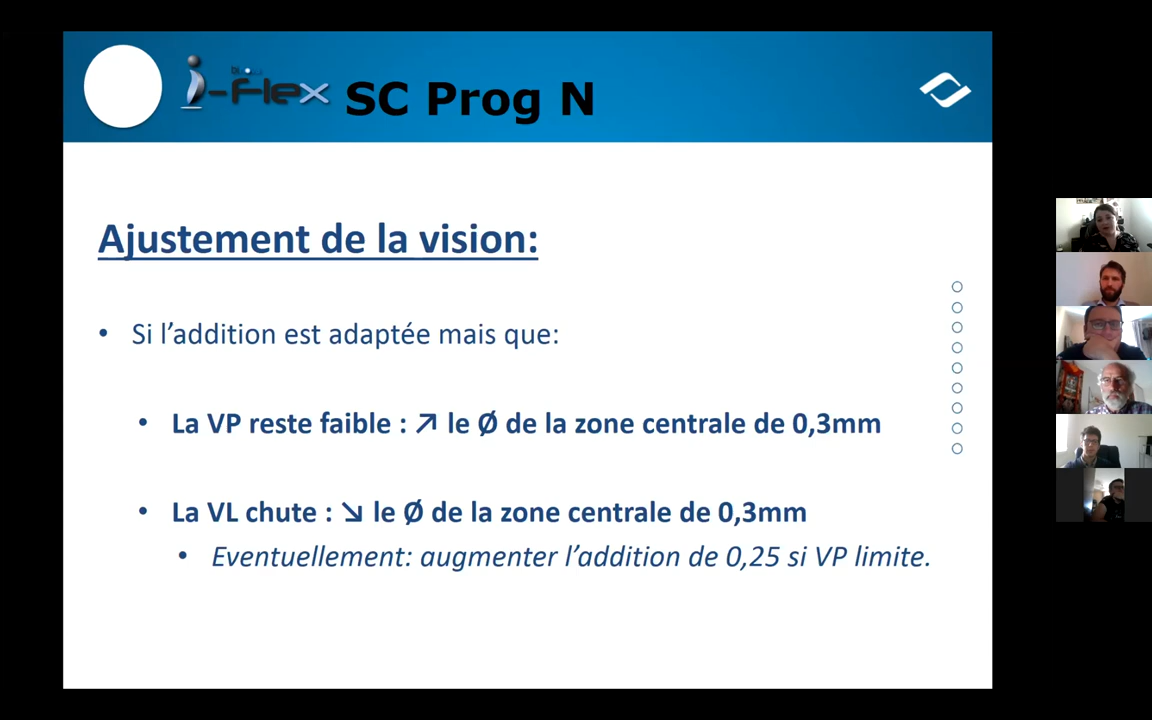 i-flex SC Prog N
Ajustement de la vision:
• Si l’addition est adaptée mais que:
• La VP reste faible : ↗ le Ø de la zone centrale de 0,3mm
• La VL chute : ↘ le Ø de la zone centrale de 0,3mm
• Eventuellement: augmenter l’addition de 0,25 si VP limite.